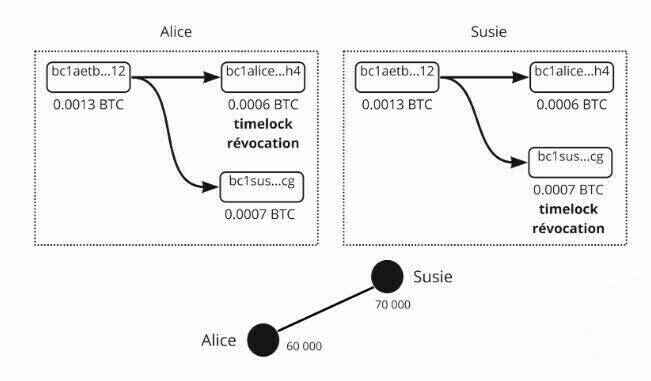 Alice
bc1aetb...12
bc1alice...h4
0.0013 BTC
0.0006 BTC
timelock
révocation
bc1sus...cg
0.0007 BTC
Susie
bc1aetb...12
bc1alice...h4
0.0013 BTC
0.0006 BTC
bc1sus...cg
0.0007 BTC
timelock
révocation
Susie
70 000
Alice
60 000